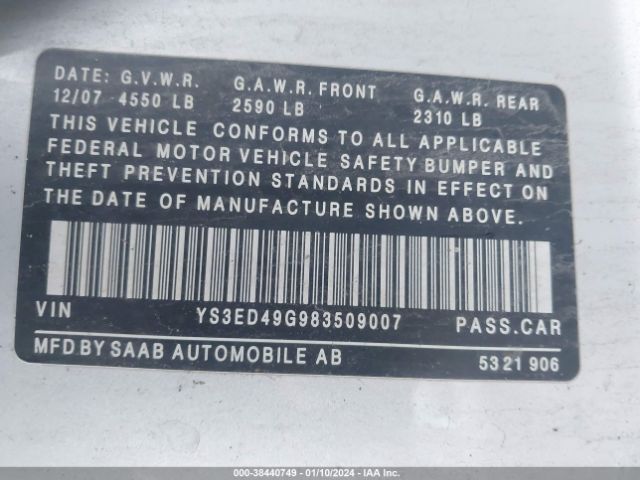 DATE: G.V.W.R. G.A.W.R. FRONT G.A.W.R. REAR
12/07 4550 LB 2590 LB 2310 LB
THIS VEHICLE CONFORMS TO ALL APPLICABLE
FEDERAL MOTOR VEHICLE SAFETY BUMPER AND
THEFT PREVENTION STANDARDS IN EFFECT ON
THE DATE OF MANUFACTURE SHOWN ABOVE.
VIN YS3ED49G983509007 PASS.CAR
MFD.BY SAAB AUTOMOBILE AB 5321 906
000-38440749 - 01/10/2024 - IAA Inc.